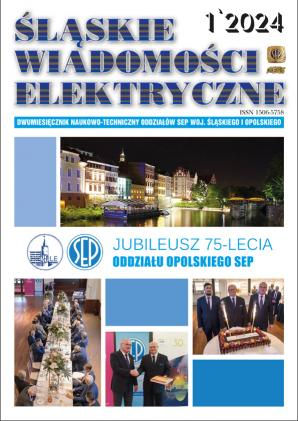 1'2024
ŚLĄSKIE
WIADOMOŚCI
ELEKTRYCZNE
ISSN 1506-5758
DWUMIESIĘCZNIK NAUKOWO-TECHNICZNY ODDZIAŁÓW SEP WOJ. ŚLĄSKIEGO I OPOLSKIEGO
SEP
JUBILEUSZ 75-LECIA
ODDZIAŁU OPOLSKIEGO SEP